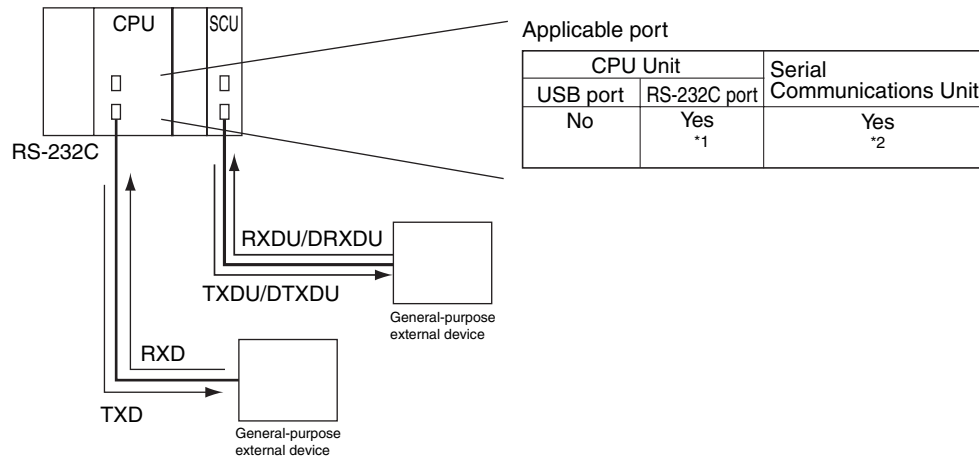 CPU
SCU
RS-232C
Applicable port
CPU Unit
Serial
Communications Unit
USB port
RS-232C port
No
Yes
*1
Yes
*2
RXDU/DRXDU
TXDU/DTXDU
General-purpose
external device
RXD
TXD
General-purpose
external device